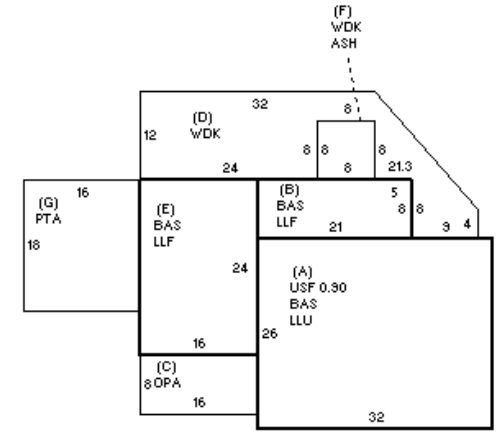 (F)
WDK
ASH
32
8
(D)
WDK
12
8 8
8
8
24
21.3
16
(G)
PTA
18
(E)
BAS
LLF
(B)
BAS
LLF
5
8 8
21
9 4
24
(A)
USF 0.90
BAS
LLU
26
16
(C)
8 OPA
16
32